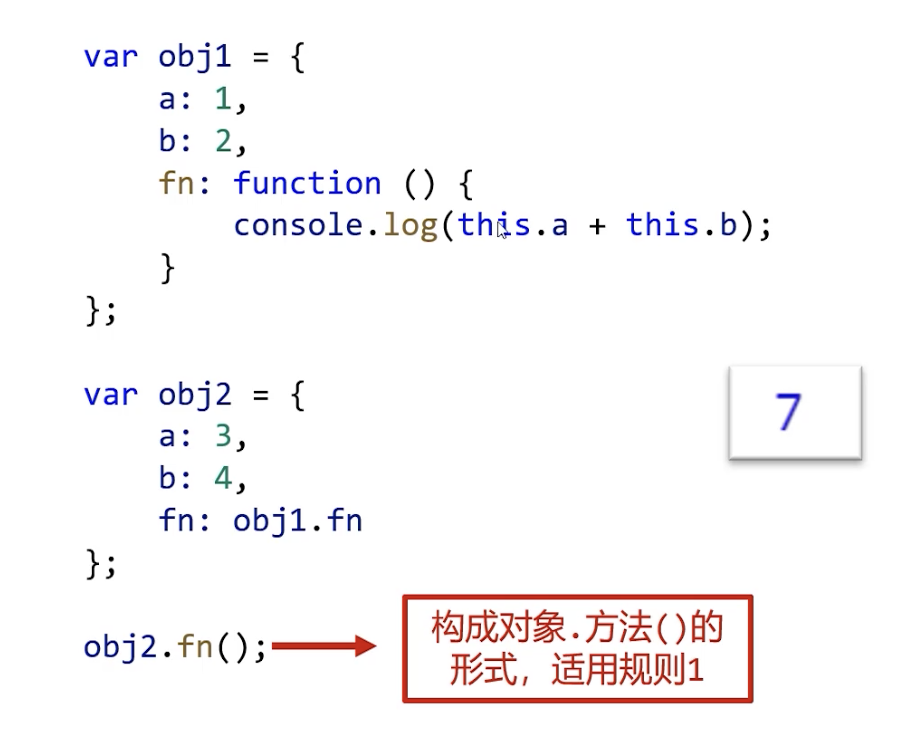 var obj1 = {
    a: 1,
    b: 2,
    fn: function () {
        console.log(this.a + this.b);
    }
};
var obj2 = {
    a: 3,
    b: 4,
    fn: obj1.fn
};
7
obj2.fn();
构成对象.方法()的
形式，适用规则1